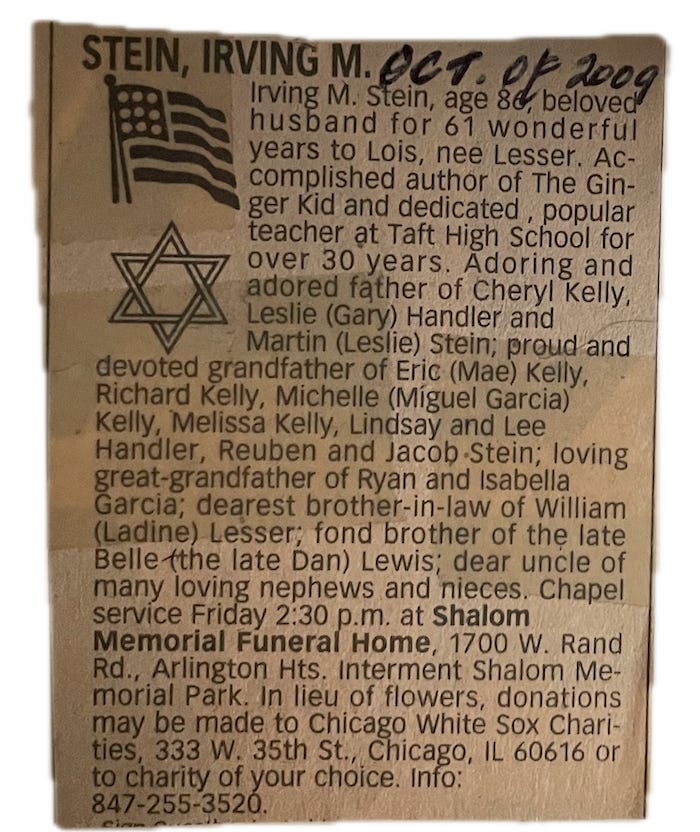 STEIN, IRVING M. OCT. OF 2009
Irving M. Stein, age 86, beloved
husband for 61 wonderful
years to Lois, nee Lesser. Ac-
complished author of The Gin-
ger Kid and dedicated , popular
teacher at Taft High School for
over 30 years. Adoring and
adored father of Cheryl Kelly,
Leslie (Gary) Handler and
Martin (Leslie) Stein; proud and
devoted grandfather of Eric (Mae) Kelly,
Richard Kelly, Michelle (Miguel Garcia)
Kelly, Melissa Kelly, Lindsay and Lee
Handler, Reuben and Jacob Stein; loving
great-grandfather of Ryan and Isabella
Garcia; dearest brother-in-law of William
(Ladine) Lesser; fond brother of the late
Belle (the late Dan) Lewis; dear uncle of
many loving nephews and nieces. Chapel
service Friday 2:30 p.m. at Shalom
Memorial Funeral Home, 1700 W. Rand
Rd., Arlington Hts. Interment Shalom Me-
morial Park. In lieu of flowers, donations
may be made to Chicago White Sox Chari-
ties, 333 W. 35th St., Chicago, IL 60616 or
to charity of your choice. Info:
847-255-3520.